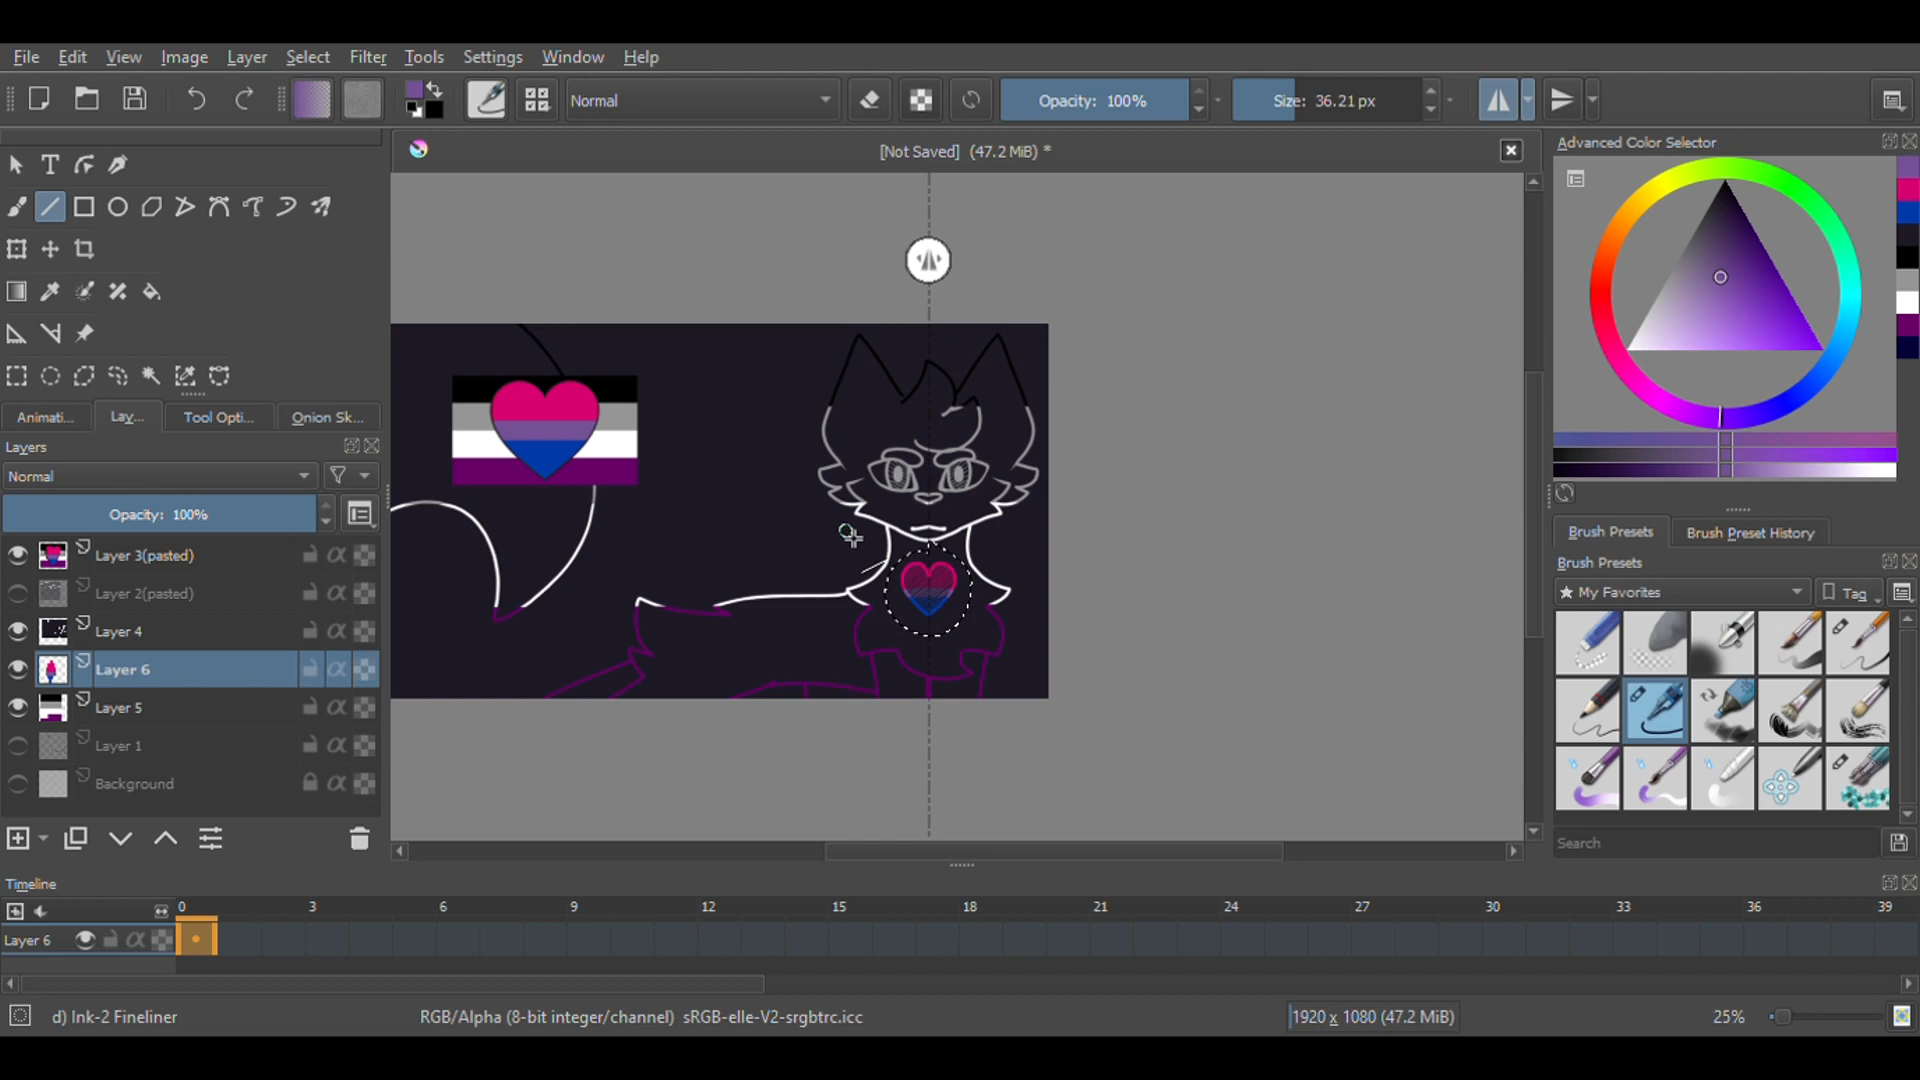 File Edit View Image Layer Select Filter Tools Settings Window Help
Normal
Opacity: 100%
Size: 36.21 px
[Not Saved] (47.2 MiB) *
Advanced Color Selector
Animati...
Lay...
Tool Opti...
Onion Sk...
Layers
Normal
Opacity: 100%
Layer 3(pasted)
Layer 2(pasted)
Layer 4
Layer 6
Layer 5
Layer 1
Background
Brush Presets
Brush Preset History
Brush Presets
My Favorites
Tag
Search
Timeline
0 3 6 9 12 15 18 21 24 27 30 33 36 39
Layer 6
d) Ink-2 Fineliner
RGB/Alpha (8-bit integer/channel) sRGB-elle-V2-srgbtrc.icc
1920 x 1080 (47.2 MiB)
25%